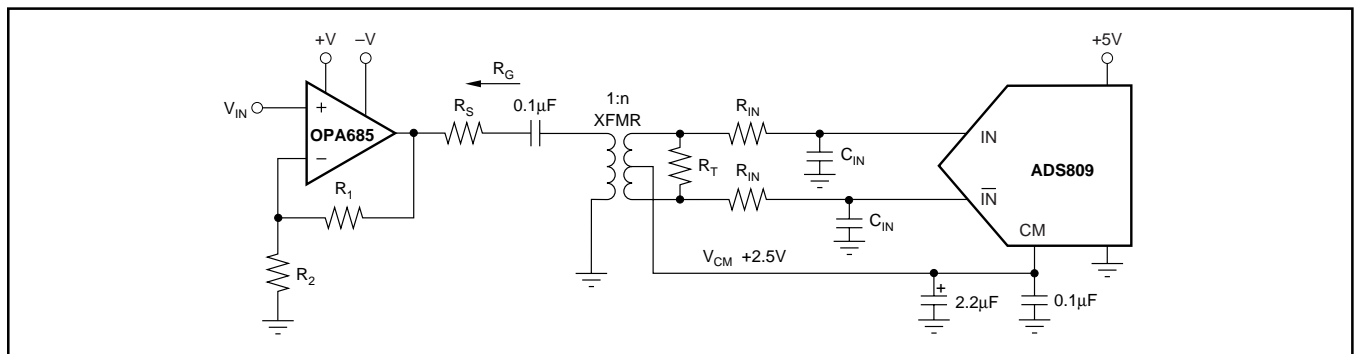 +V –V
+5V
R_G
1:n
XFMR
R_S
0.1µF
R_IN
V_IN
+
OPA685
–
IN
C_IN
R_T
ADS809
R_IN
R_1
I̅N̅
C_IN
CM
V_CM +2.5V
R_2
+
2.2µF
0.1µF